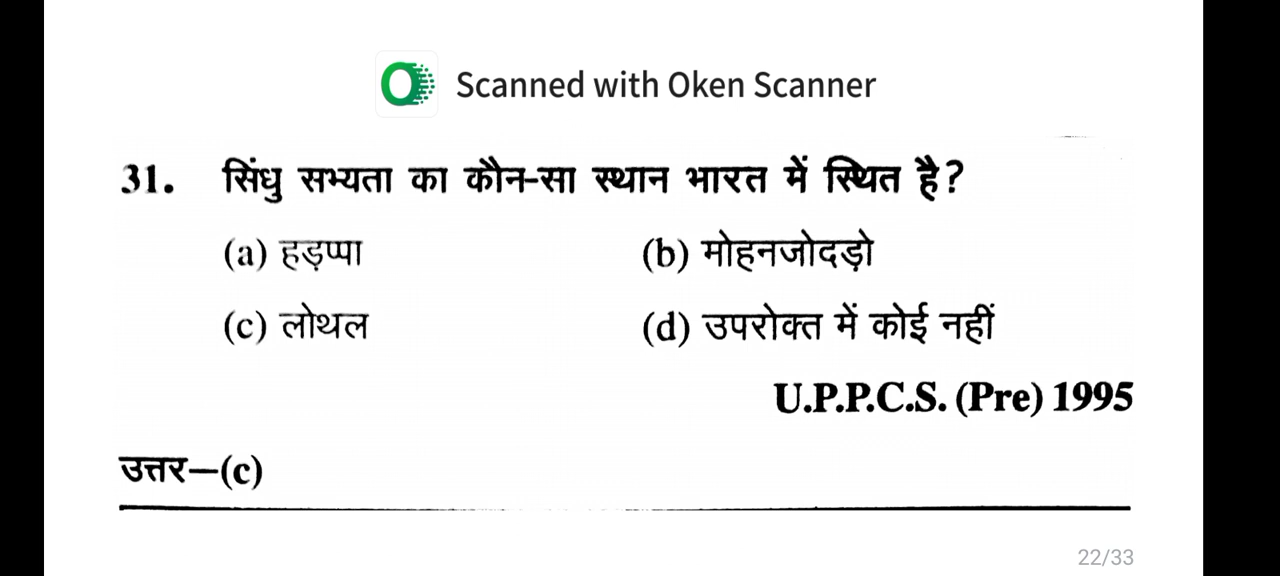 Scanned with Oken Scanner
31. सिंधु सभ्यता का कौन-सा स्थान भारत में स्थित है?
(a) हड़प्पा (b) मोहनजोदड़ो
(c) लोथल (d) उपरोक्त में कोई नहीं
U.P.P.C.S. (Pre) 1995
उत्तर–(c)
22/33